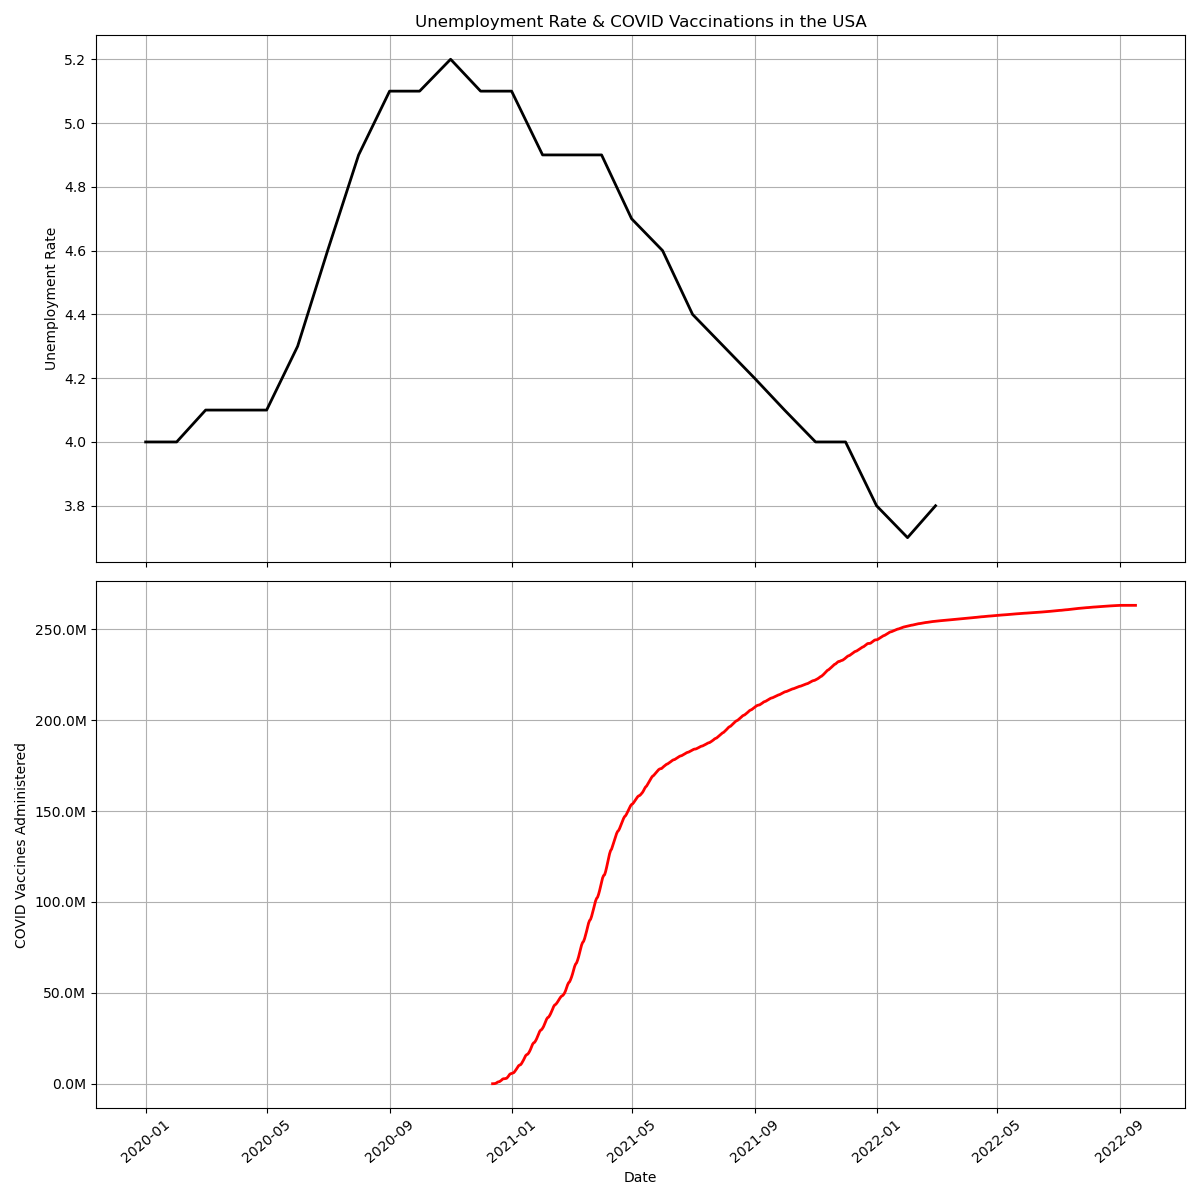 Unemployment Rate & COVID Vaccinations in the USA
5.2
5.0
4.8
4.6
4.4
4.2
4.0
3.8
Unemployment Rate
250.0M
200.0M
150.0M
100.0M
50.0M
0.0M
COVID Vaccines Administered
2020-01
2020-05
2020-09
2021-01
2021-05
2021-09
2022-01
2022-05
2022-09
Date